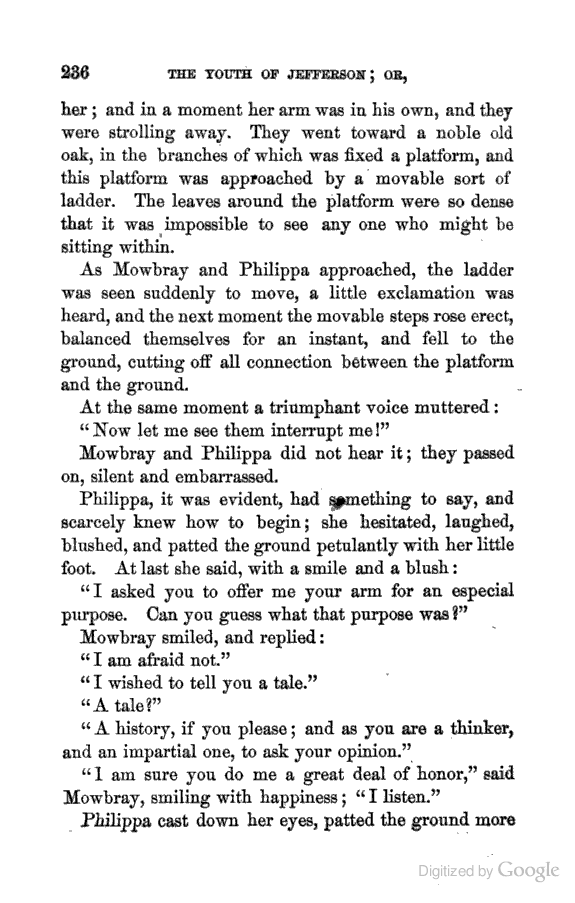 236 THE YOUTH OF JEFFERSON; OR,
her; and in a moment her arm was in his own, and they
were strolling away. They went toward a noble old
oak, in the branches of which was fixed a platform, and
this platform was approached by a movable sort of
ladder. The leaves around the platform were so dense
that it was impossible to see any one who might be
sitting within.
As Mowbray and Philippa approached, the ladder
was seen suddenly to move, a little exclamation was
heard, and the next moment the movable steps rose erect,
balanced themselves for an instant, and fell to the
ground, cutting off all connection between the platform
and the ground.
At the same moment a triumphant voice muttered:
"Now let me see them interrupt me!"
Mowbray and Philippa did not hear it; they passed
on, silent and embarrassed.
Philippa, it was evident, had something to say, and
scarcely knew how to begin; she hesitated, laughed,
blushed, and patted the ground petulantly with her little
foot. At last she said, with a smile and a blush:
"I asked you to offer me your arm for an especial
purpose. Can you guess what that purpose was?"
Mowbray smiled, and replied:
"I am afraid not."
"I wished to tell you a tale."
"A tale?"
"A history, if you please; and as you are a thinker,
and an impartial one, to ask your opinion."
"I am sure you do me a great deal of honor," said
Mowbray, smiling with happiness; "I listen."
Philippa cast down her eyes, patted the ground more
Digitized by Google